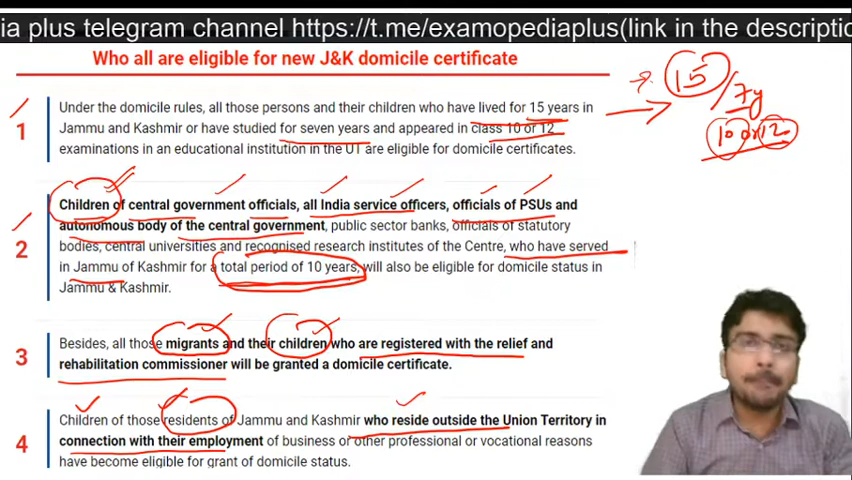 ia plus telegram channel https://t.me/examopediaplus(link in the descriptio
Who all are eligible for new J&K domicile certificate
15
/7y
10 or 12
1
Under the domicile rules, all those persons and their children who have lived for 15 years in
Jammu and Kashmir or have studied for seven years and appeared in class 10 or 12
examinations in an educational institution in the UT are eligible for domicile certificates.
2
Children of central government officials, all India service officers, officials of PSUs and
autonomous body of the central government, public sector banks, officials of statutory
bodies, central universities and recognised research institutes of the Centre, who have served
in Jammu of Kashmir for a total period of 10 years, will also be eligible for domicile status in
Jammu & Kashmir.
3
Besides, all those migrants and their children who are registered with the relief and
rehabilitation commissioner will be granted a domicile certificate.
4
Children of those residents of Jammu and Kashmir who reside outside the Union Territory in
connection with their employment of business or other professional or vocational reasons
have become eligible for grant of domicile status.